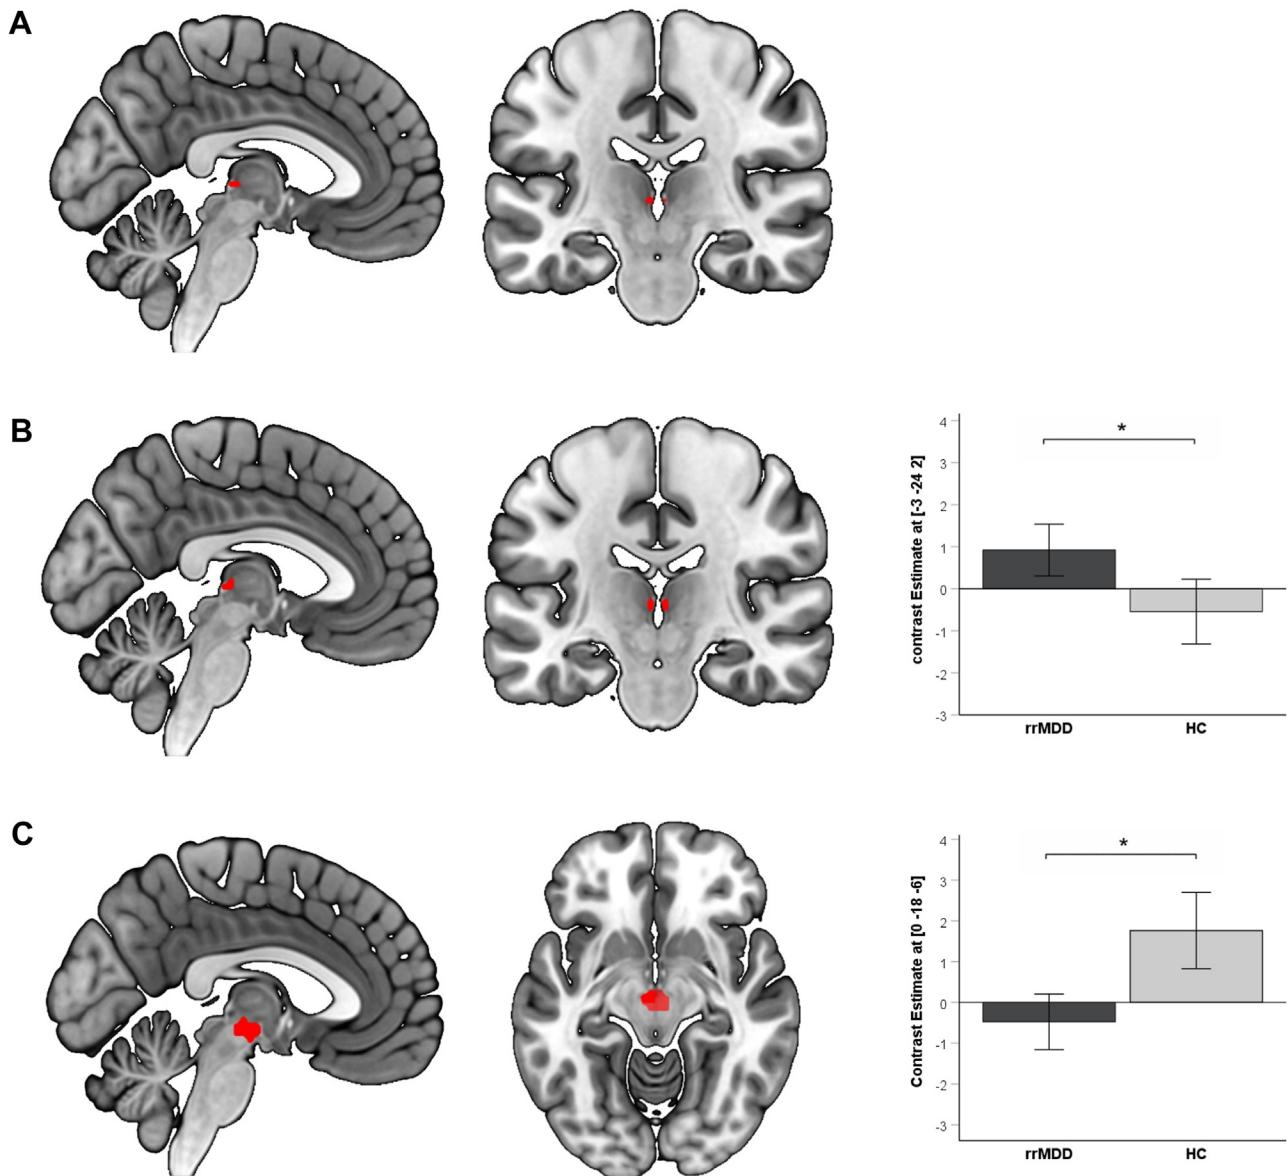 A
B
contrast Estimate at [-3 -24 2]
4
3
2
1
0
-1
-2
-3
*
rrMDD HC
C
Contrast Estimate at [0 -18 -6]
4
3
2
1
0
-1
-2
-3
*
rrMDD HC